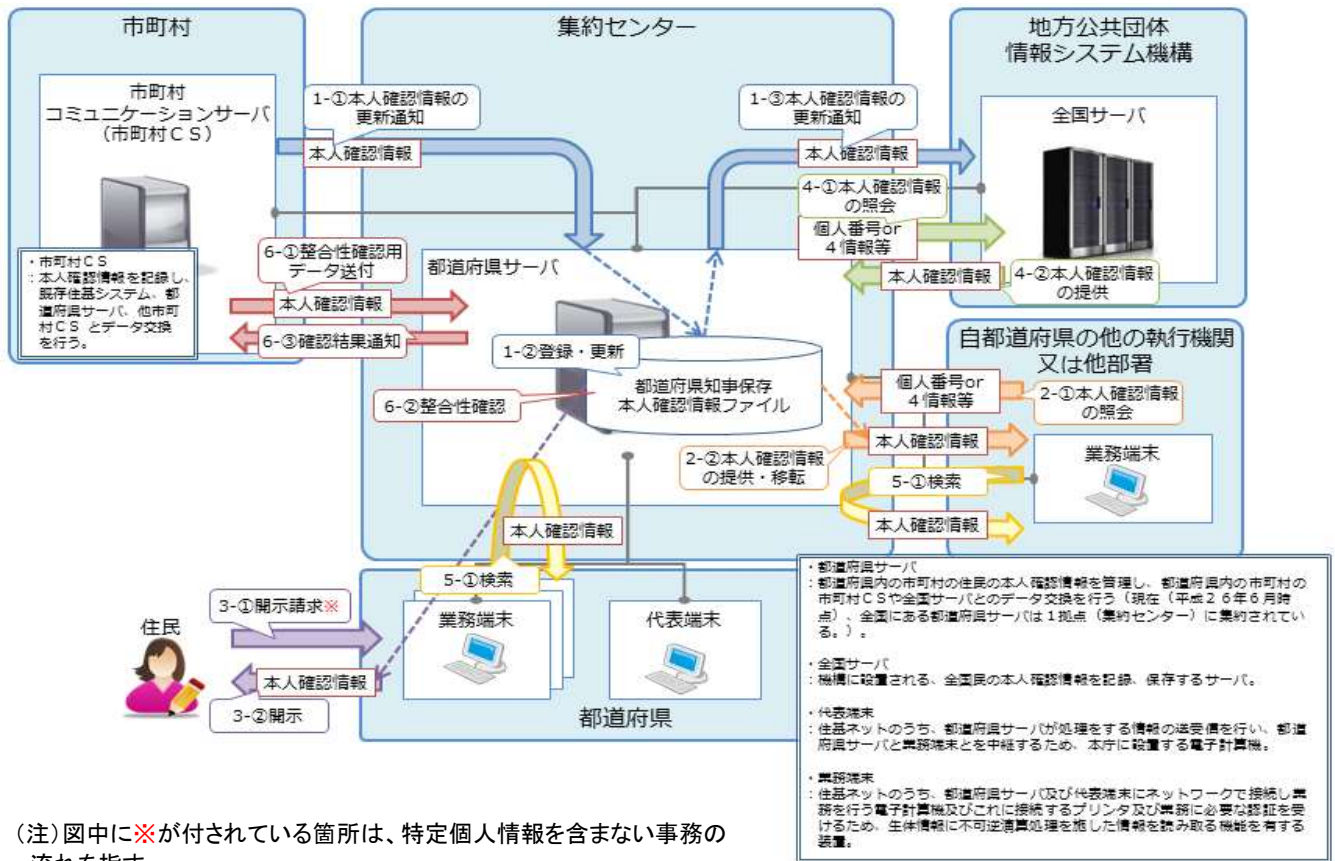 市町村
集約センター
地方公共団体
情報システム機構
市町村
コミュニケーションサーバ
（市町村ＣＳ）
1-①本人確認情報の
更新通知
本人確認情報
1-③本人確認情報の
更新通知
本人確認情報
全国サーバ
4-①本人確認情報
の照会
個人番号or
４情報等
本人確認情報
4-②本人確認情報
の提供
・市町村ＣＳ
：本人確認情報を記録し、
既存住基システム、都
道府県サーバ、他市町
村ＣＳ とデータ交換
を行う。
6-①整合性確認用
データ送付
本人確認情報
6-③確認結果通知
都道府県サーバ
1-②登録・更新
都道府県知事保存
本人確認情報ファイル
6-②整合性確認
自都道府県の他の執行機関
又は他部署
個人番号or
４情報等
2-①本人確認情報
の照会
本人確認情報
2-②本人確認情報
の提供・移転
業務端末
5-①検索
本人確認情報
本人確認情報
5-①検索
3-①開示請求※
住民
本人確認情報
3-②開示
業務端末
代表端末
都道府県
・都道府県サーバ
：都道府県内の市町村の住民の本人確認情報を管理し、都道府県内の市町村の
市町村ＣＳや全国サーバとのデータ交換を行う（現在（平成２６年６月時
点）、全国にある都道府県サーバは１拠点（集約センター）に集約されてい
る。）。
・全国サーバ
：機構に設置される、全国民の本人確認情報を記録、保存するサーバ。
・代表端末
：住基ネットのうち、都道府県サーバが処理をする情報の送受信を行い、都道
府県サーバと業務端末とを中継するため、本庁に設置する電子計算機。
・業務端末
：住基ネットのうち、都道府県サーバ及び代表端末にネットワークで接続し業
務を行う電子計算機及びこれに接続するプリンタ及び業務に必要な認証を受
けるため、生体情報に不可逆演算処理を施した情報を読み取る機能を有する
装置。
（注）図中に※が付されている箇所は、特定個人情報を含まない事務の